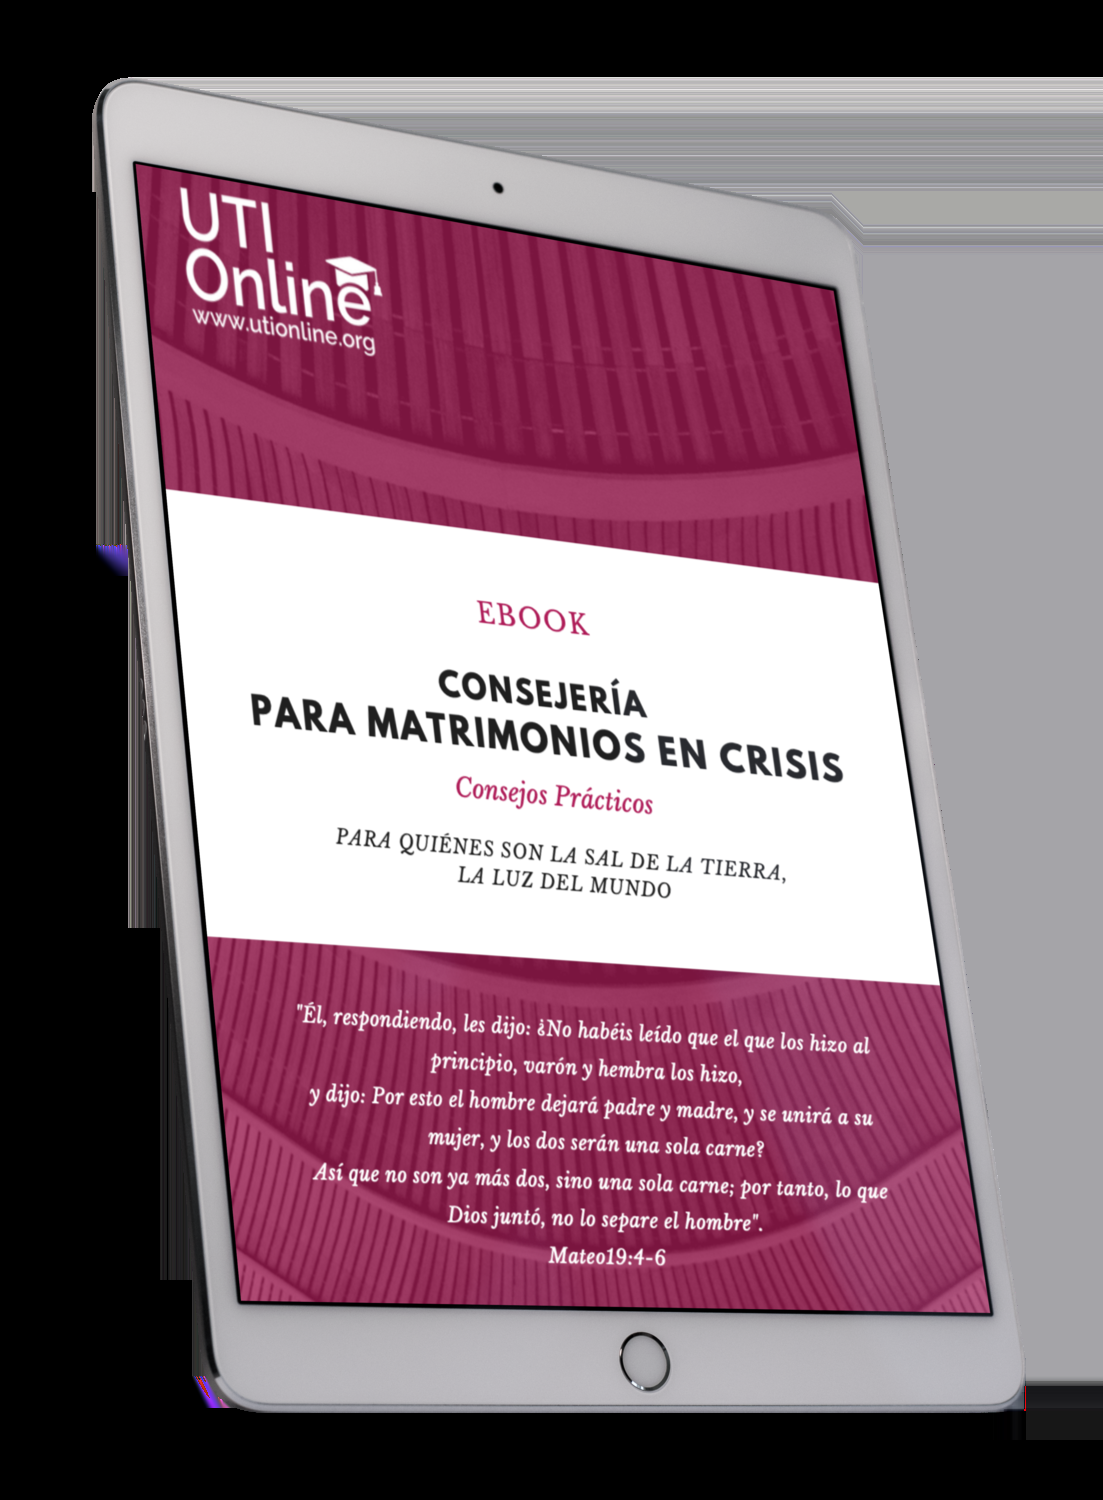 UTI
Online
www.utionline.org
EBOOK
CONSEJERÍA
PARA MATRIMONIOS EN CRISIS
Consejos Prácticos
PARA QUIÉNES SON LA SAL DE LA TIERRA,
LA LUZ DEL MUNDO
"Él, respondiendo, les dijo: ¿No habéis leído que el que los hizo al
principio, varón y hembra los hizo,
y dijo: Por esto el hombre dejará padre y madre, y se unirá a su
mujer, y los dos serán una sola carne?
Así que no son ya más dos, sino una sola carne; por tanto, lo que
Dios juntó, no lo separe el hombre".
Mateo19:4-6